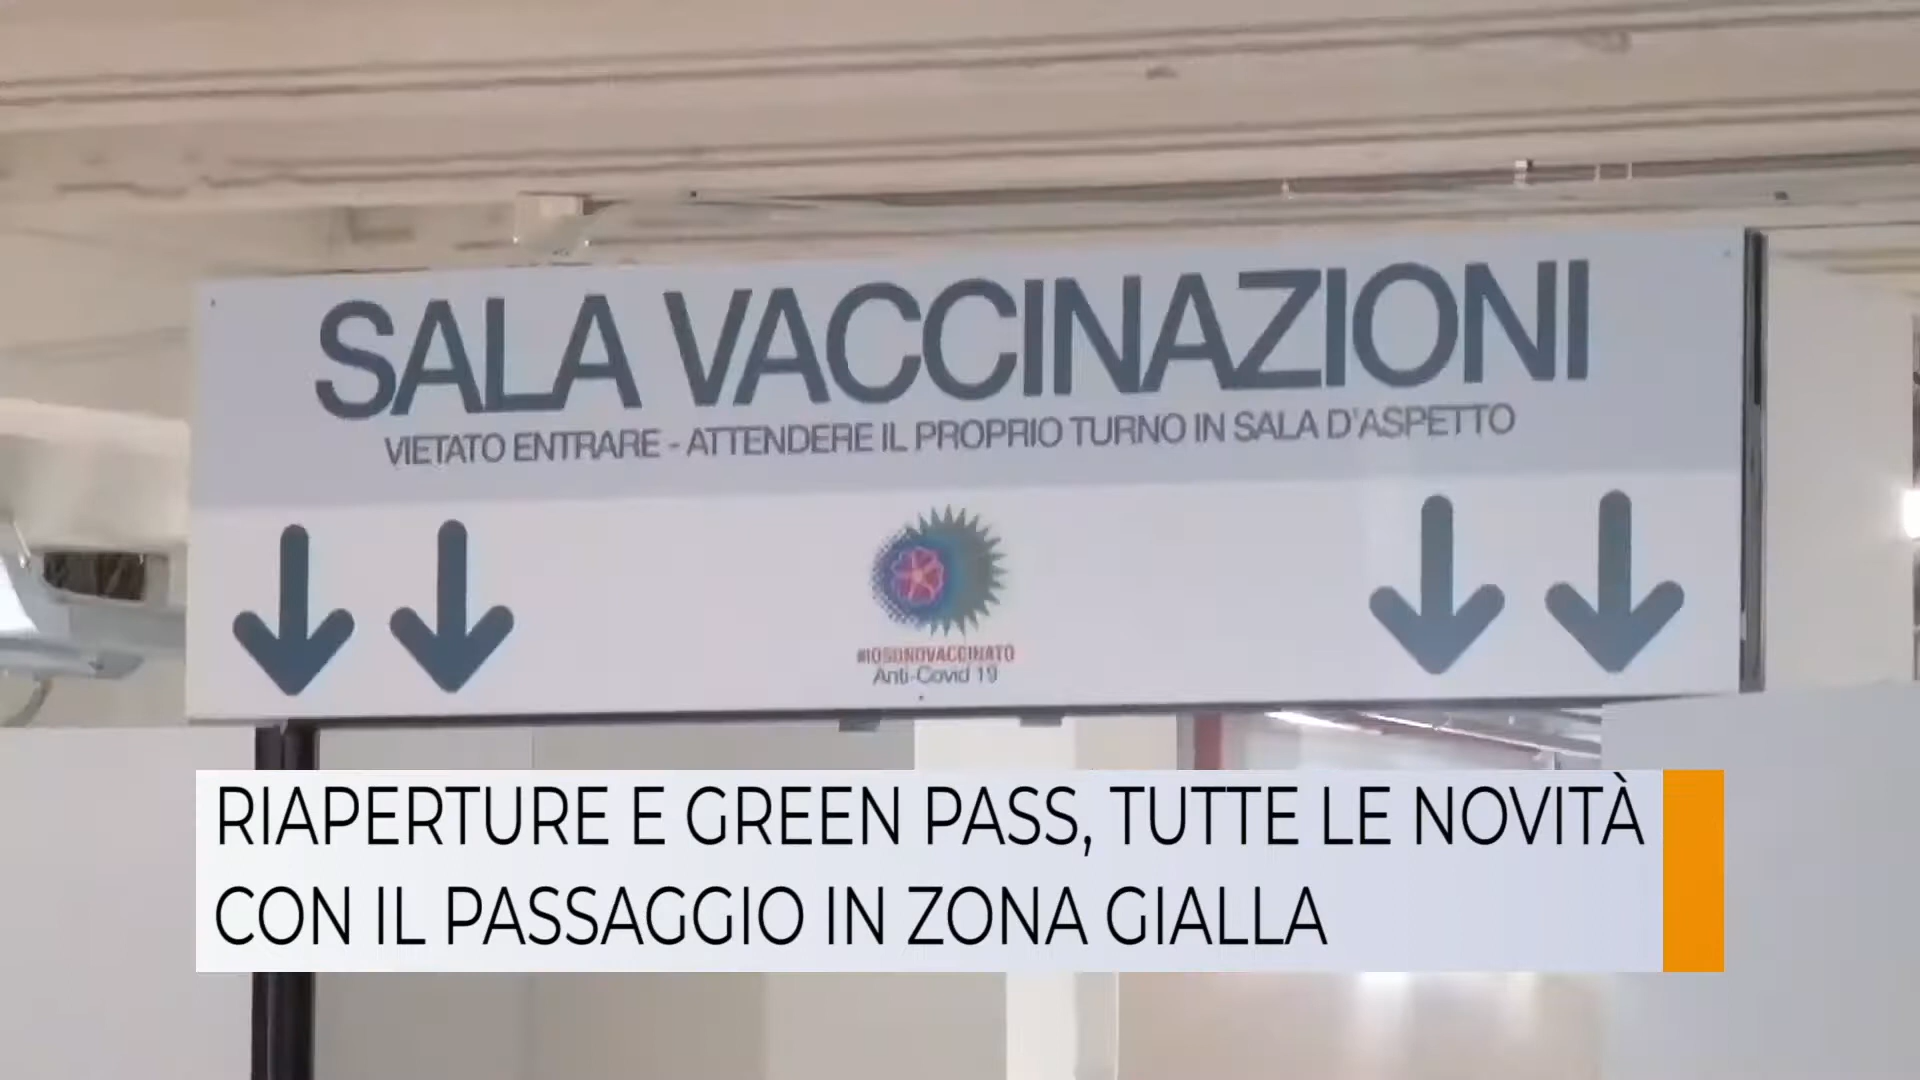 SALA VACCINAZIONI
VIETATO ENTRARE - ATTENDERE IL PROPRIO TURNO IN SALA D'ASPETTO
#IOSONOVACCINATO
Anti-Covid 19
RIAPERTURE E GREEN PASS, TUTTE LE NOVITÀ
CON IL PASSAGGIO IN ZONA GIALLA